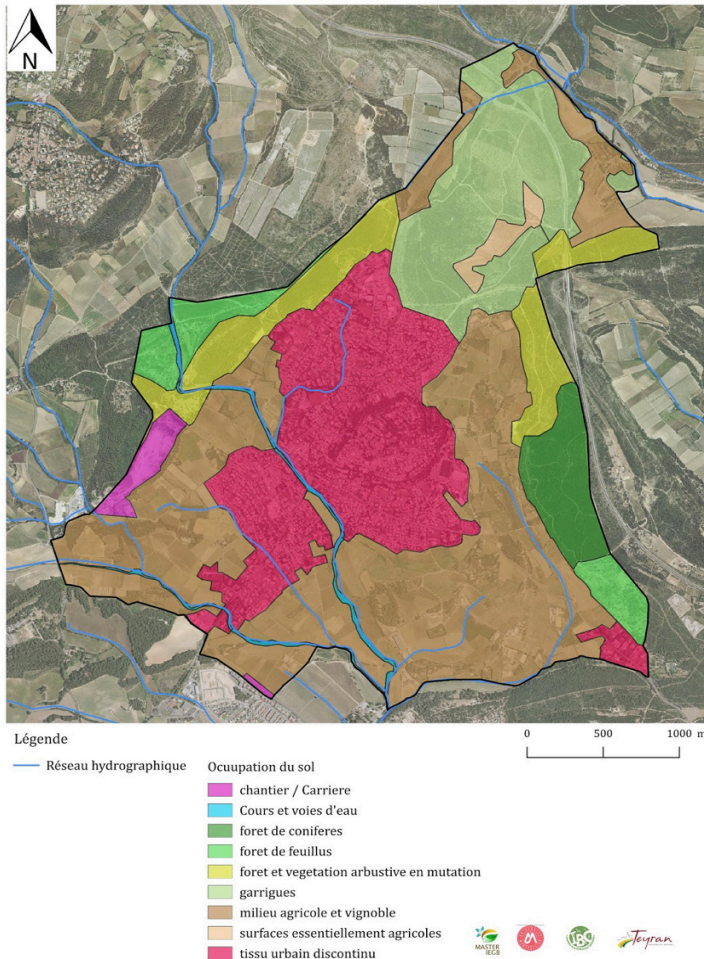 N
Légende
Réseau hydrographique
0 500 1000 m
Ocuupation du sol
chantier / Carriere
Cours et voies d'eau
foret de coniferes
foret de feuillus
foret et vegetation arbustive en mutation
garrigues
milieu agricole et vignoble
surfaces essentiellement agricoles
tissu urbain discontinu
MASTER
IEGB
Teyran